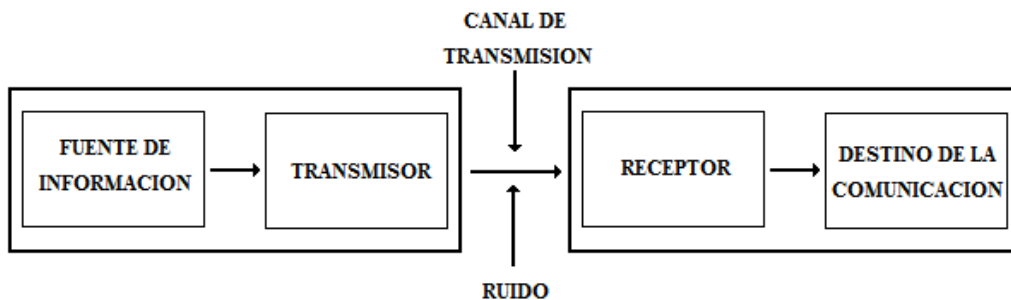 CANAL DE
TRANSMISION
FUENTE DE
INFORMACION
TRANSMISOR
RECEPTOR
DESTINO DE LA
COMUNICACION
RUIDO